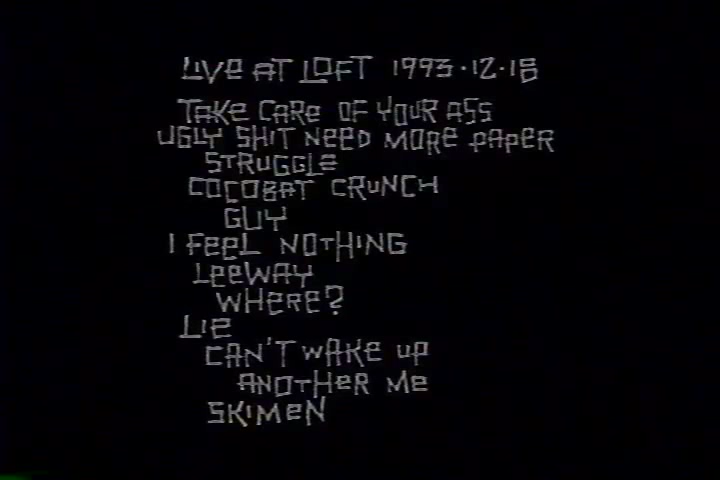 LIVE AT LOFT 1993·12·18
TAKE CARE OF YOUR ASS
UGLY SHIT NEED MORE PAPER
STRUGGLE
COCOBAT CRUNCH
GUY
I FEEL NOTHING
LEEWAY
WHERE?
LIE
CAN'T WAKE UP
ANOTHER ME
SKIMEN